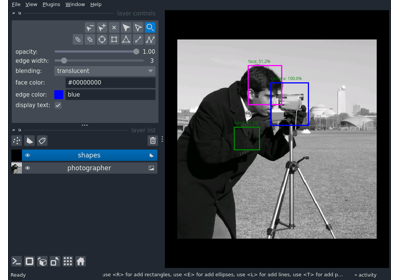 File View Plugins Window Help
layer controls
opacity: 1.00
edge width: 3
blending: translucent
face color: #00000000
edge color: blue
display text:
layer list
shapes
photographer
Ready
use <R> for add rectangles, use <E> for add ellipses, use <L> for add lines, use <T> for add p...
activity